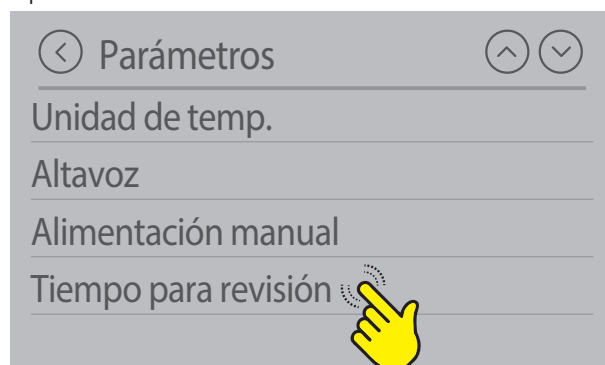 Parámetros
Unidad de temp.
Altavoz
Alimentación manual
Tiempo para revisión